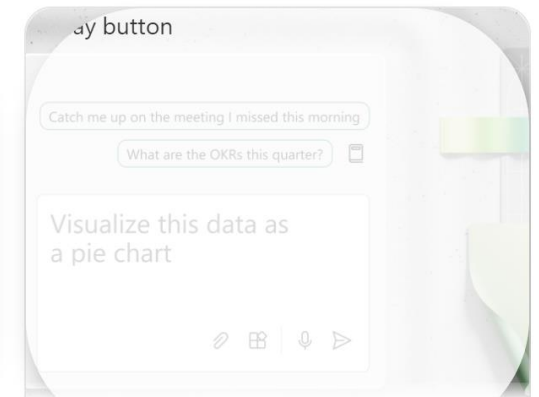 ay button
Catch me up on the meeting I missed this morning
What are the OKRs this quarter?
Visualize this data as
a pie chart